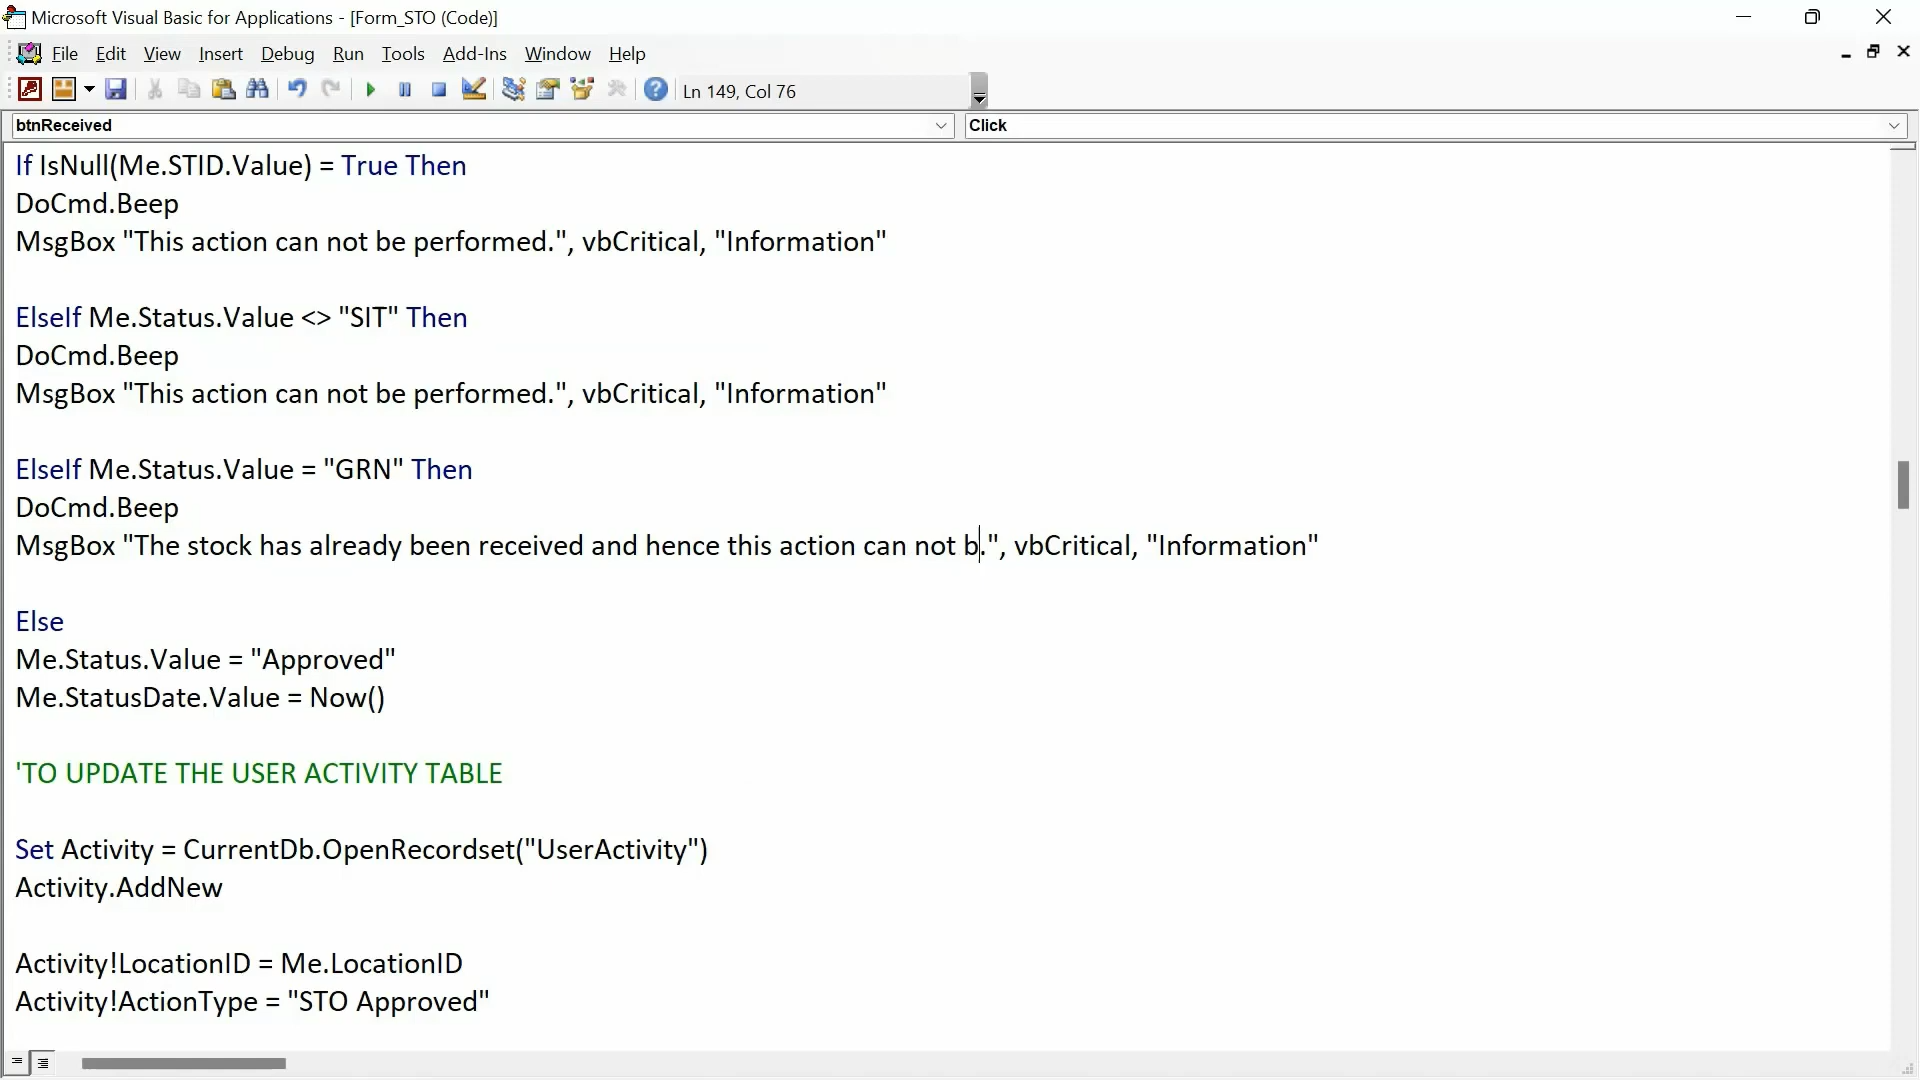 Microsoft Visual Basic for Applications - [Form_STO (Code)]
File Edit View Insert Debug Run Tools Add-Ins Window Help
Ln 149, Col 76
btnReceived Click
If IsNull(Me.STID.Value) = True Then
DoCmd.Beep
MsgBox "This action can not be performed.", vbCritical, "Information"
ElseIf Me.Status.Value <> "SIT" Then
DoCmd.Beep
MsgBox "This action can not be performed.", vbCritical, "Information"
ElseIf Me.Status.Value = "GRN" Then
DoCmd.Beep
MsgBox "The stock has already been received and hence this action can not b.", vbCritical, "Information"
Else
Me.Status.Value = "Approved"
Me.StatusDate.Value = Now()
'TO UPDATE THE USER ACTIVITY TABLE
Set Activity = CurrentDb.OpenRecordset("UserActivity")
Activity.AddNew
Activity!LocationID = Me.LocationID
Activity!ActionType = "STO Approved"